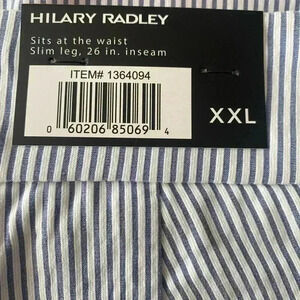 HILARY RADLEY
Sits at the waist
Slim leg, 26 in. inseam
ITEM# 1364094
0 60206 85069 4
XXL